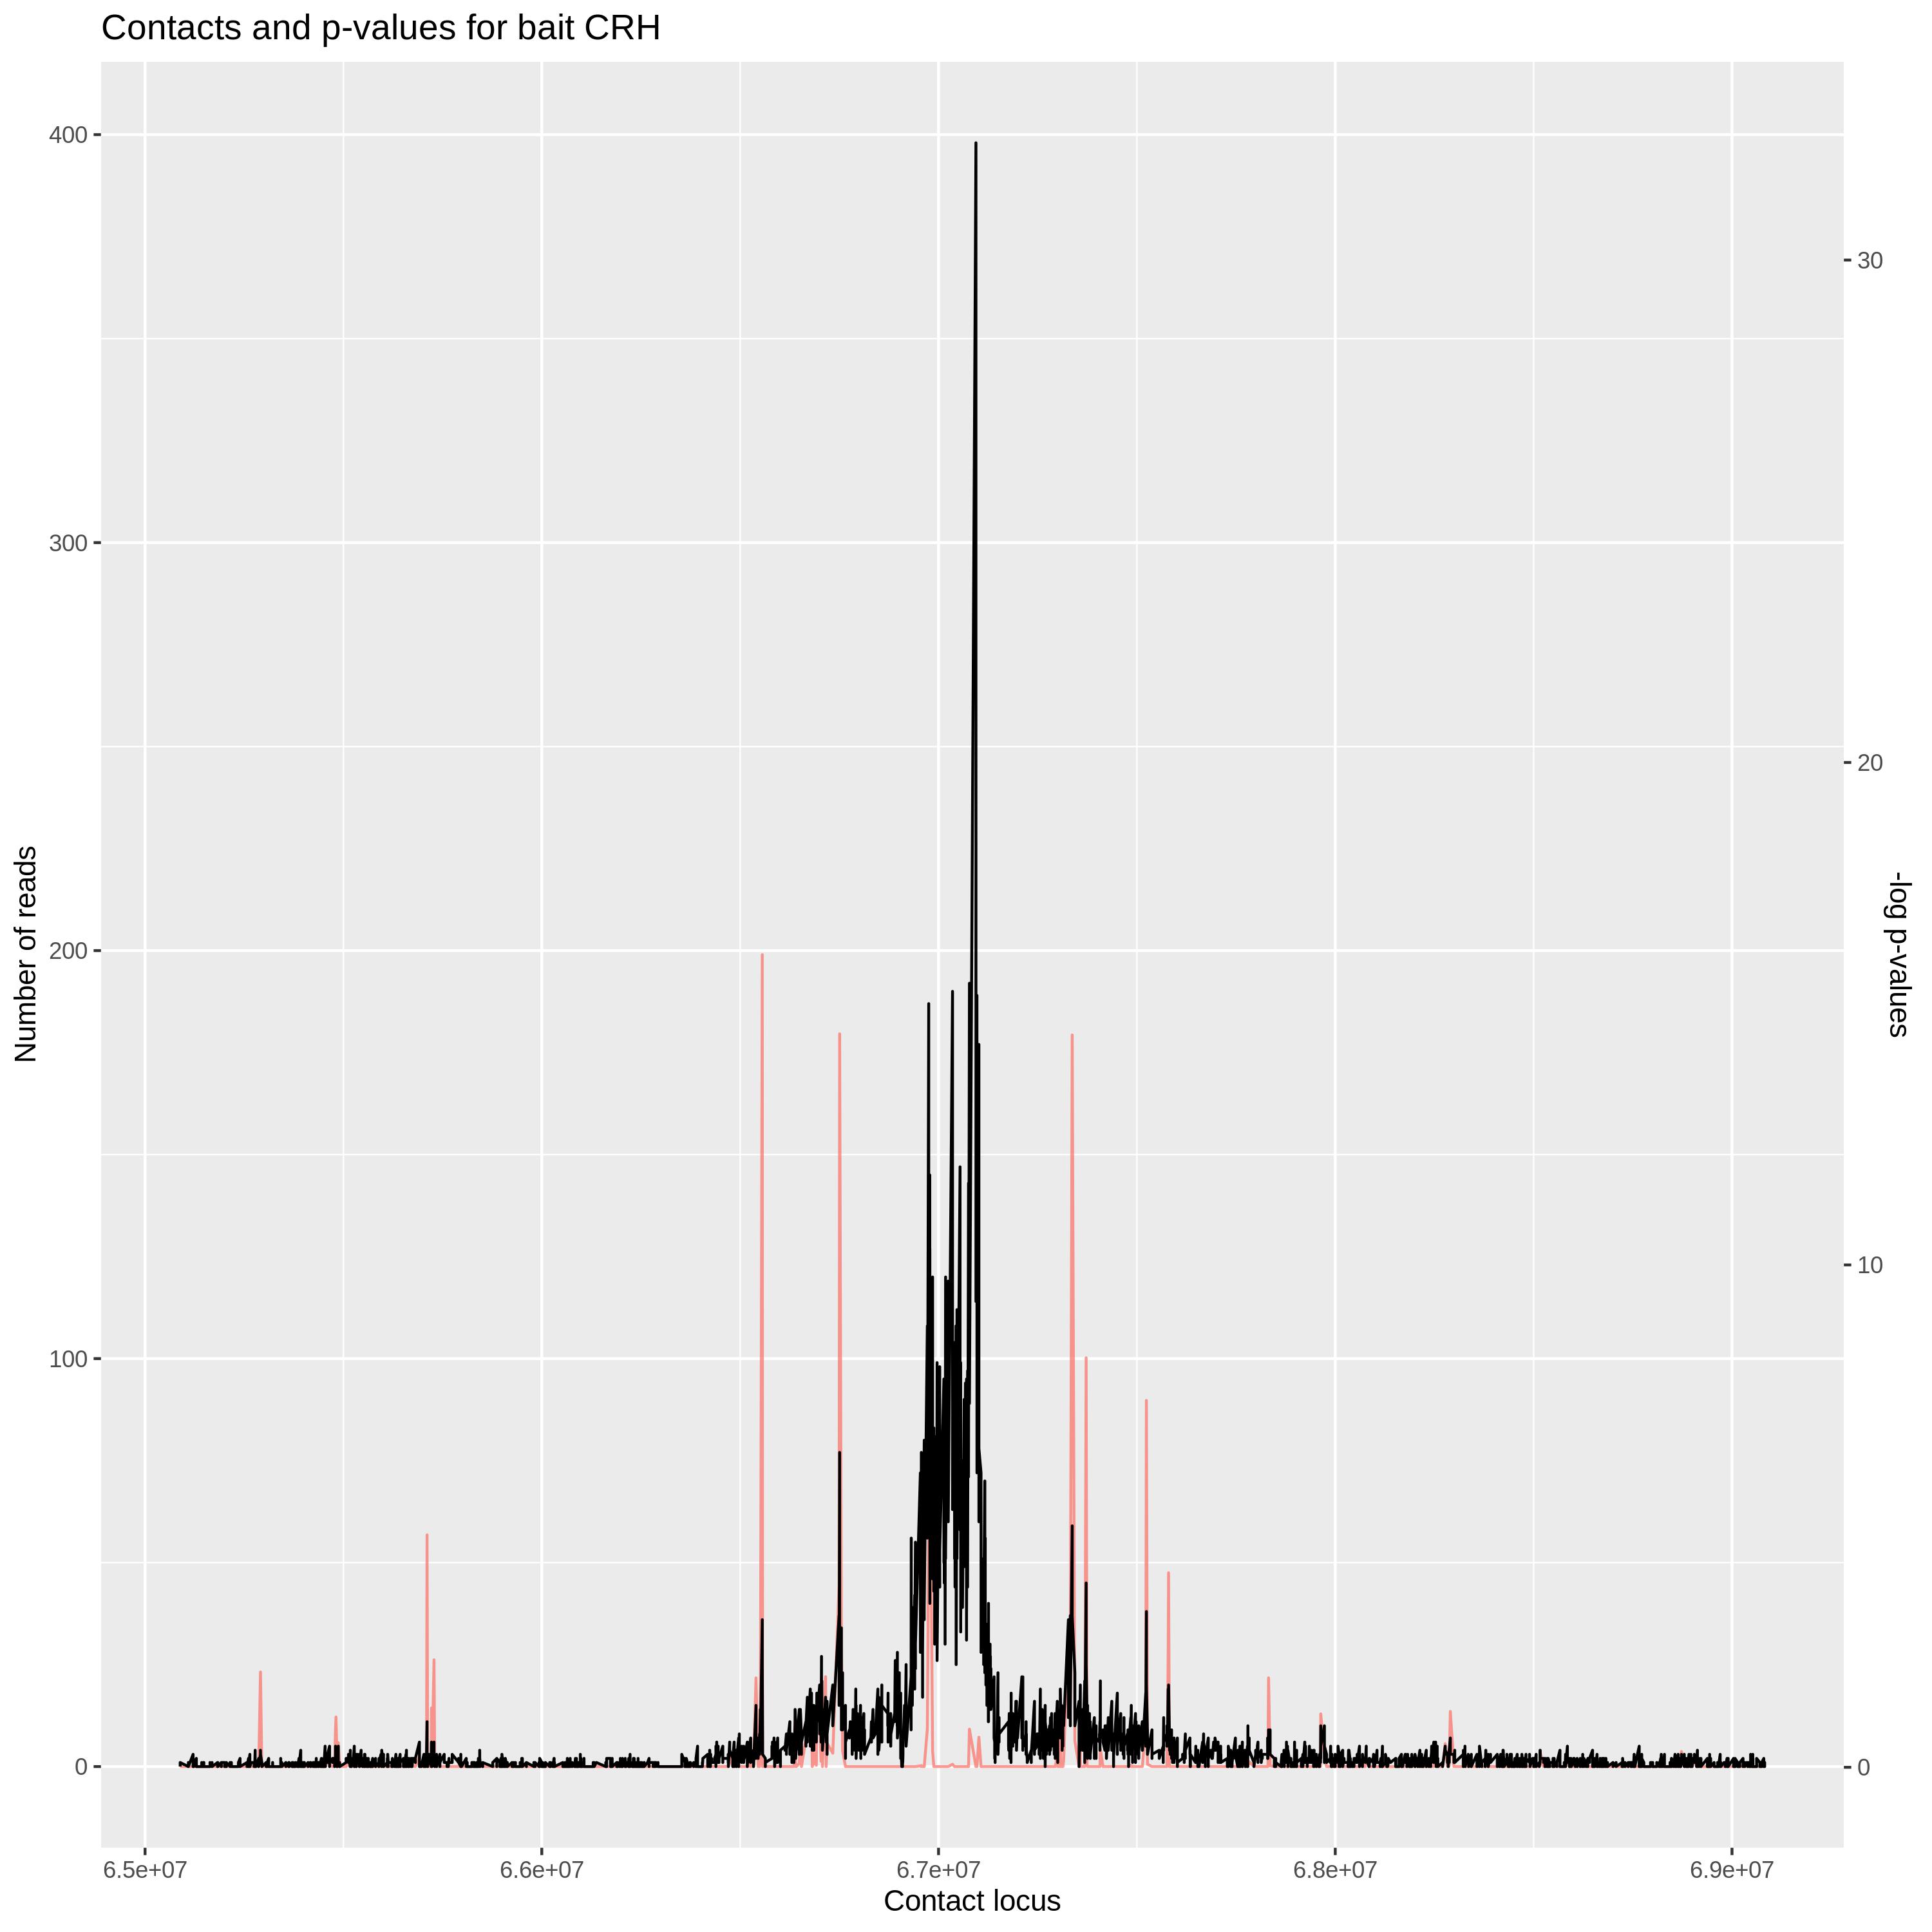 Contacts and p-values for bait CRH
400
300
200
100
0
Number of reads
30
20
10
0
-log p-values
6.5e+07
6.6e+07
6.7e+07
6.8e+07
6.9e+07
Contact locus